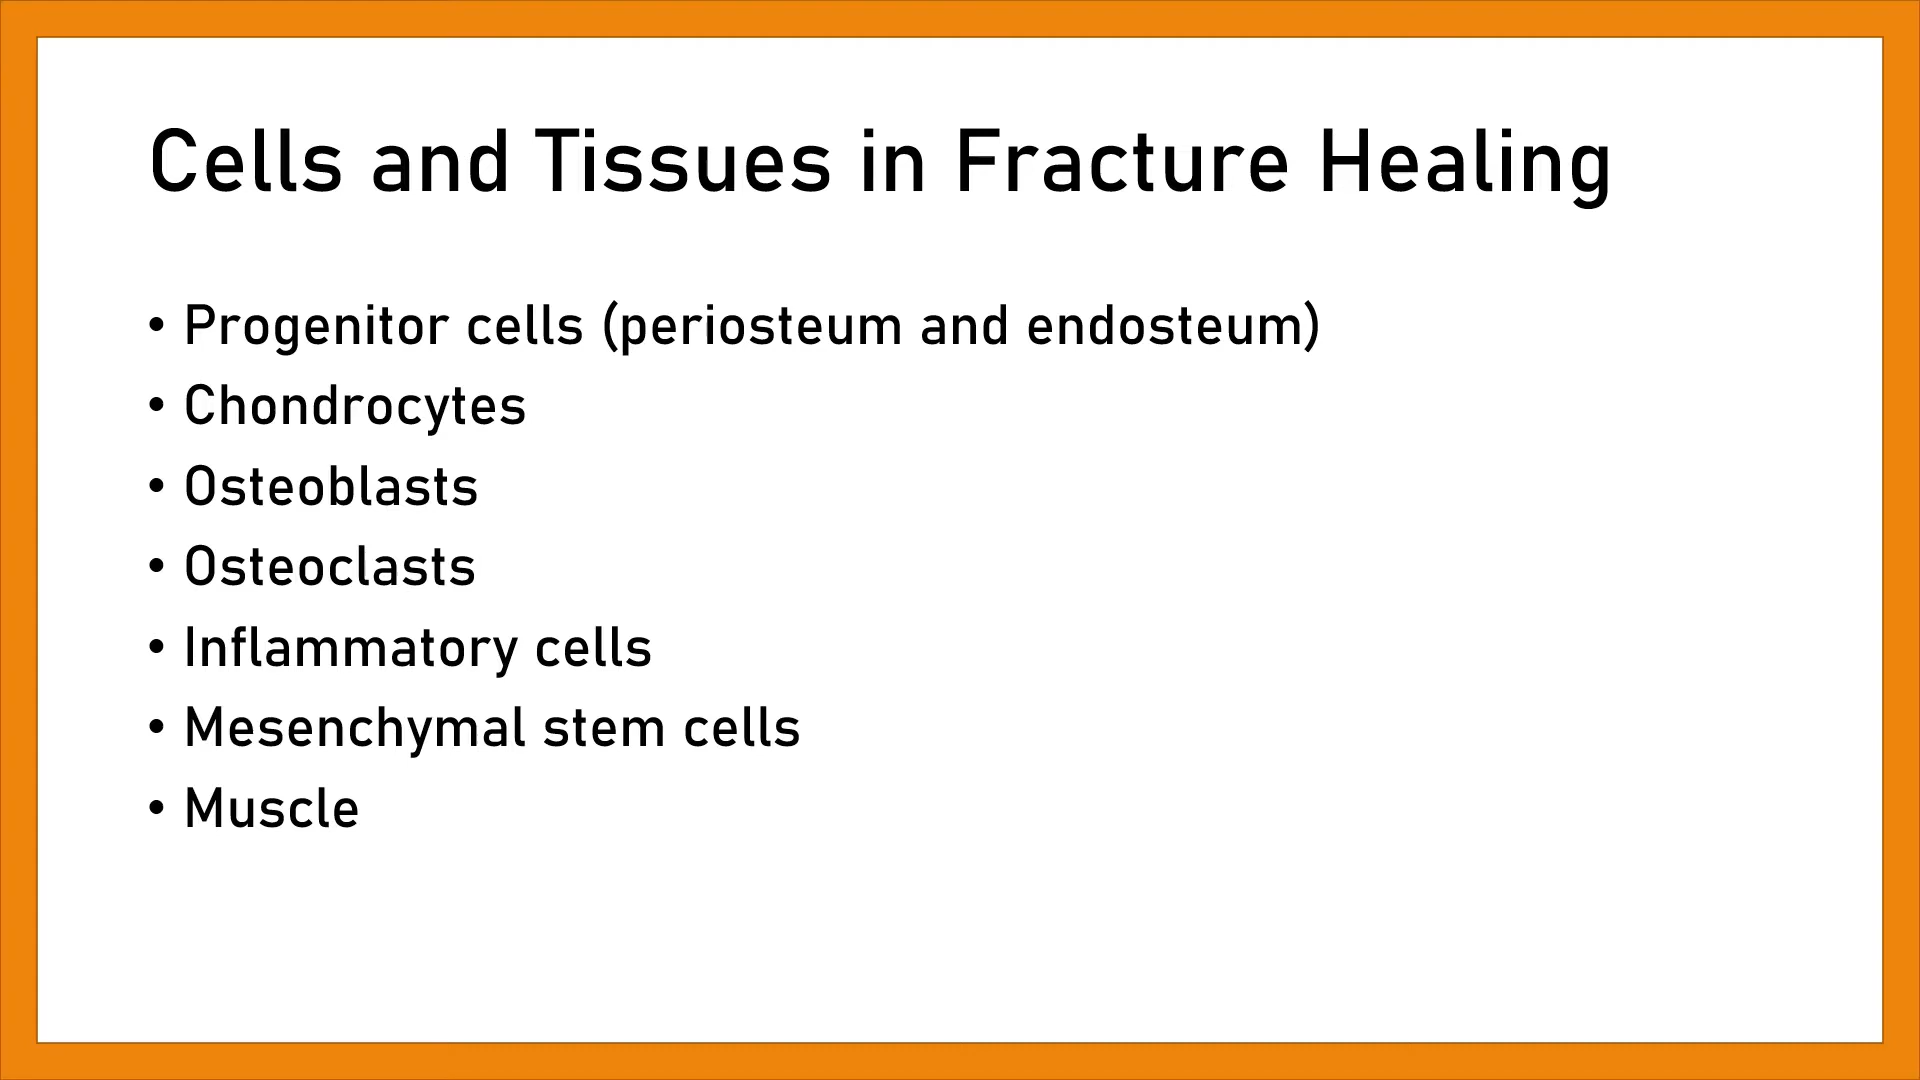 Cells and Tissues in Fracture Healing
• Progenitor cells (periosteum and endosteum)
• Chondrocytes
• Osteoblasts
• Osteoclasts
• Inflammatory cells
• Mesenchymal stem cells
• Muscle